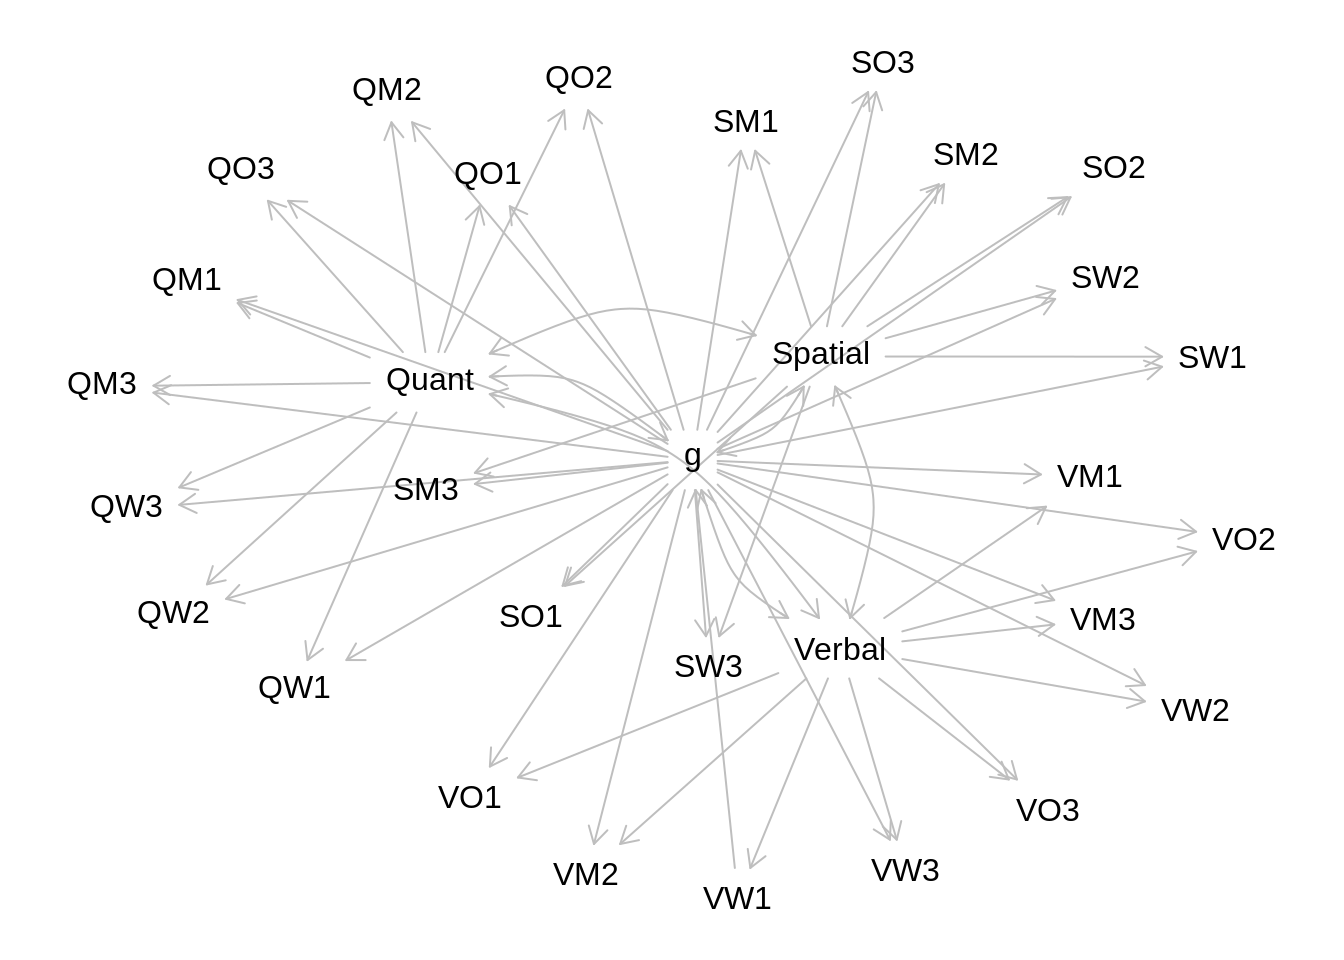 SO3
QO2
QM2
SM1
SM2
QO3
SO2
QO1
QM1
SW2
Spatial
SW1
Quant
QM3
g
VM1
SM3
QW3
VO2
QW2
SO1
VM3
Verbal
SW3
QW1
VW2
VO1
VO3
VW3
VM2
VW1